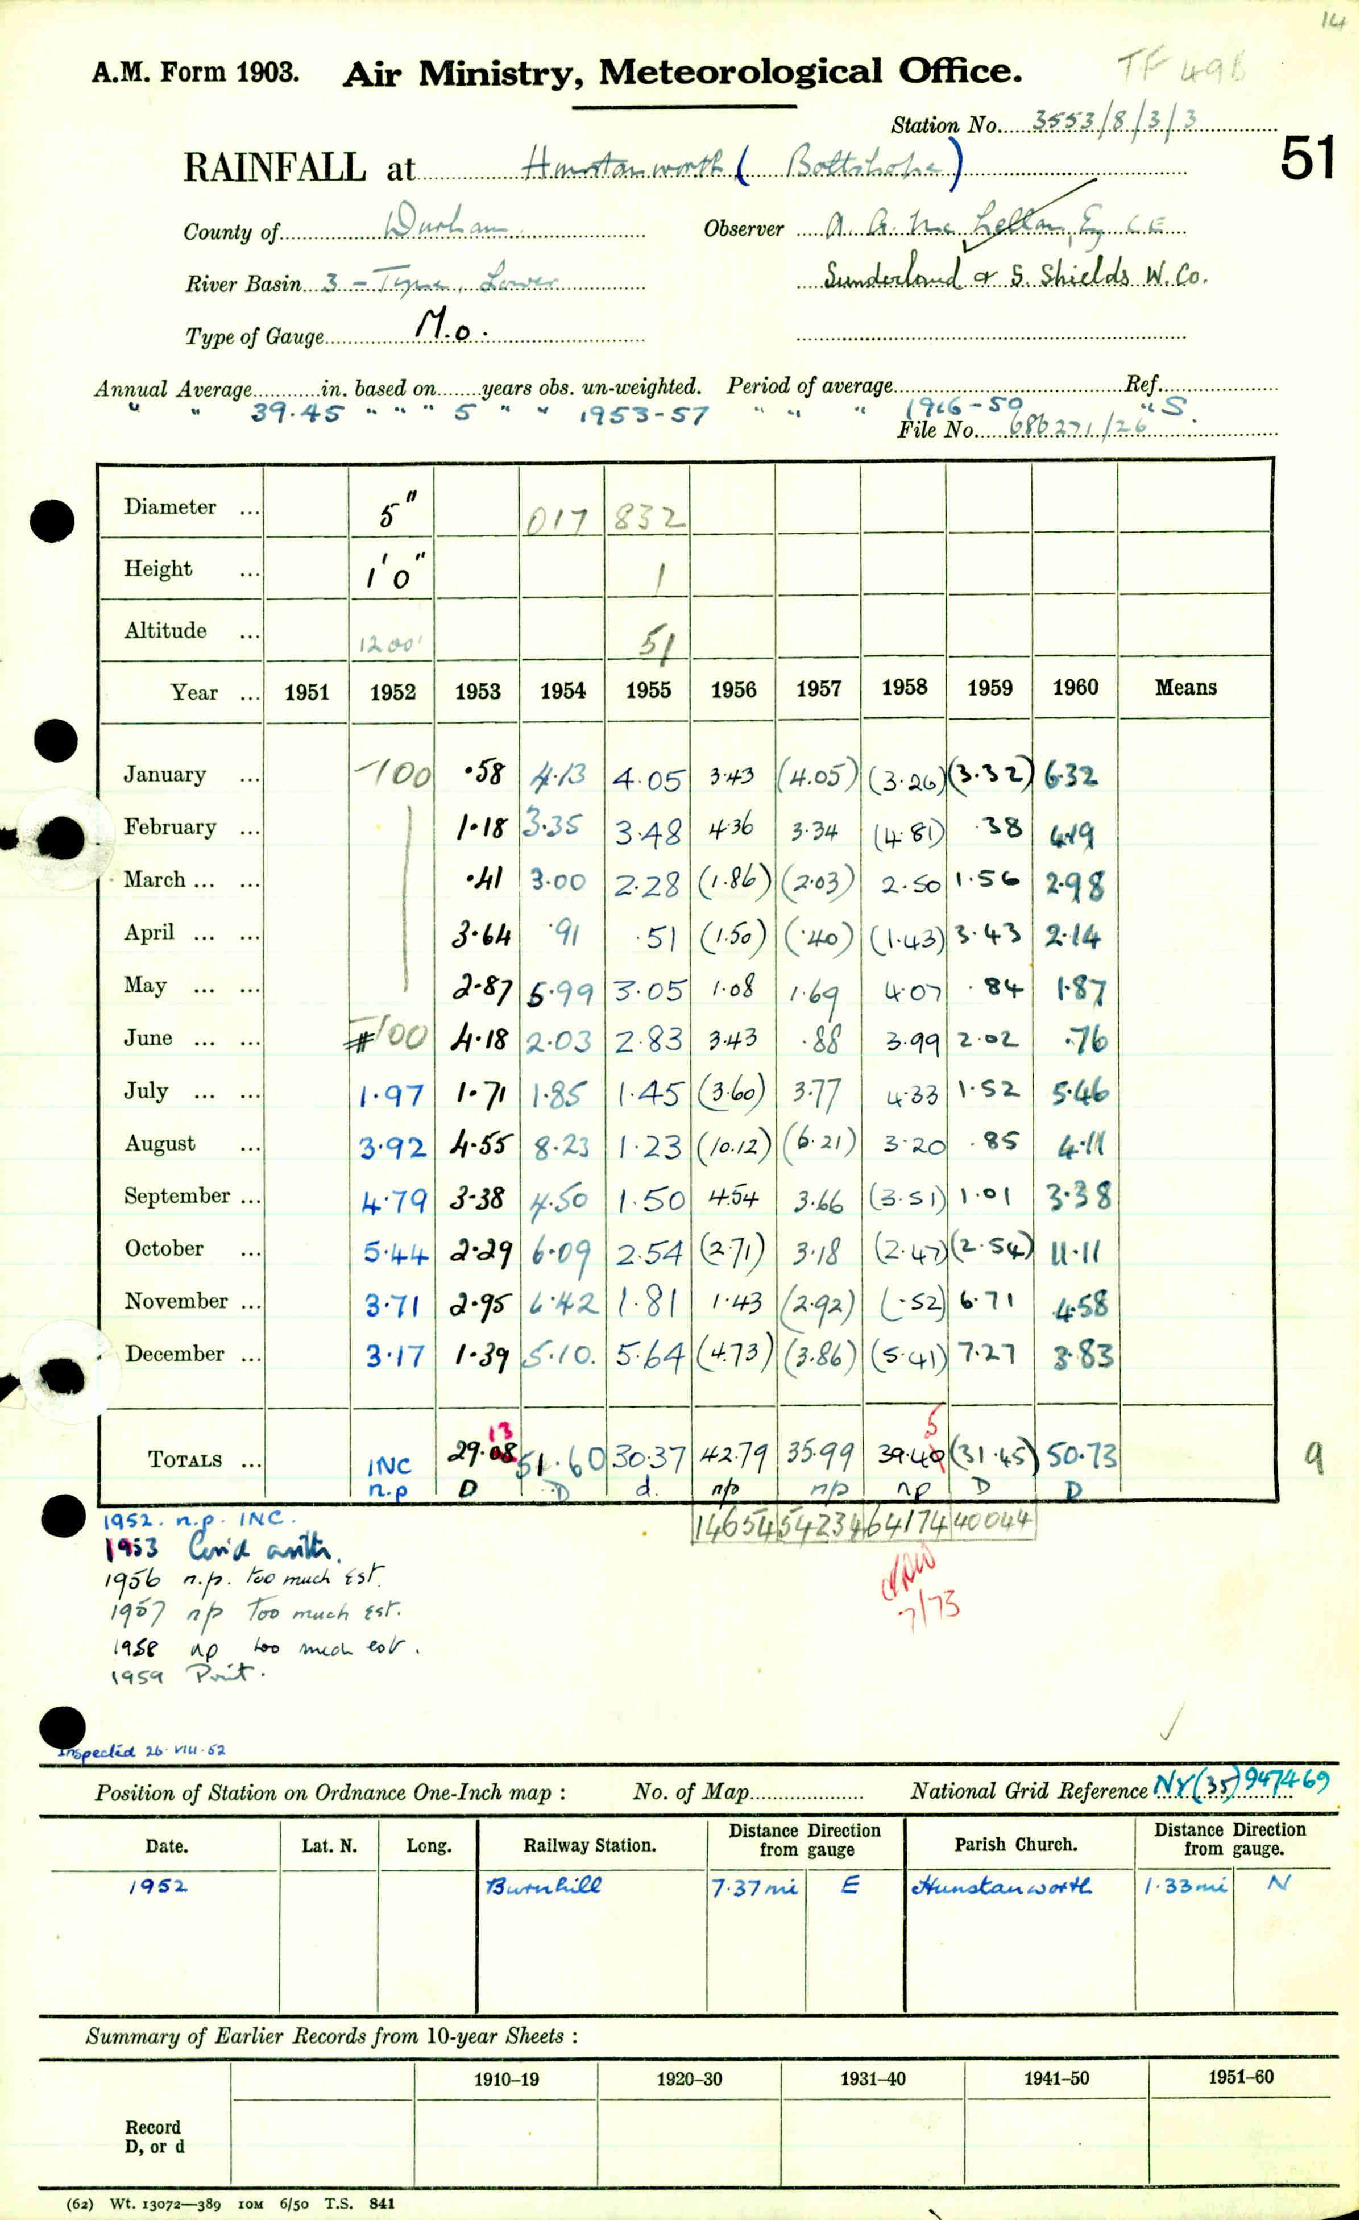 14
A.M. Form 1903. Air Ministry, Meteorological Office. TF 49B
Station No. 3553/8/3/3
51
RAINFALL at Hunstanworth ( Boltshope )
County of Durham Observer A. G. Mc Lellan, Esq C E
River Basin 3 - Tyne, Lower Sunderland & S. Shields W. Co.
Type of Gauge M.O.
Annual Average in. based on years obs. un-weighted. Period of average Ref.
" " 39.45 " " " 5 " " 1953-57 " " " 1916-50 " S.
File No. 686271/26
Diameter ... 5" 017 832
Height ... 1'0" 1
Altitude ... 1200' 51
Year ... 1951 1952 1953 1954 1955 1956 1957 1958 1959 1960 Means
January ... -100 .58 4.13 4.05 3.43 (4.05) (3.26) (3.32) 6.32
February ... 1.18 3.35 3.48 4.36 3.34 (4.81) .38 4.19
March ... ... .41 3.00 2.28 (1.86) (2.03) 2.50 1.56 2.98
April ... ... 3.64 .91 .51 (1.50) (.40) (1.43) 3.43 2.14
May ... ... 2.87 5.99 3.05 1.08 1.69 4.07 .84 1.87
June ... ... -100 4.18 2.03 2.83 3.43 .88 3.99 2.02 .76
July ... ... 1.97 1.71 1.85 1.45 (3.60) 3.77 4.33 1.52 5.46
August ... 3.92 4.55 8.23 1.23 (10.12) (6.21) 3.20 .85 4.11
September ... 4.79 3.38 4.50 1.50 4.54 3.66 (3.51) 1.01 3.38
October ... 5.44 2.29 6.09 2.54 (2.71) 3.18 (2.47) (2.54) 11.11
November ... 3.71 2.95 6.42 1.81 1.43 (2.92) (.52) 6.71 4.58
December ... 3.17 1.39 5.10. 5.64 (4.73) (3.86) (5.41) 7.27 3.83
13 5
TOTALS ... INC 29.08 51.60 30.37 42.79 35.99 39.40 (31.45) 50.73 9
n.p D D d. np np np D D
14654 54234 64174 40044
1952. n.p. INC.
1953 Cor'd arith.
1956 n.p. too much Est.
1957 np Too much Est.
1958 np too much est.
1959 Print.
7/73
Inspected 26.VIII.52
Position of Station on Ordnance One-Inch map : No. of Map National Grid Reference NY(35)947469
Date. Lat. N. Long. Railway Station. Distance from Direction gauge Parish Church. Distance from Direction gauge.
1952 Burnhill 7.37mi E Hunstanworth 1.33mi N
Summary of Earlier Records from 10-year Sheets :
1910–19 1920–30 1931–40 1941–50 1951–60
Record
D, or d
(62) Wt. 13072—389 10M 6/50 T.S. 841